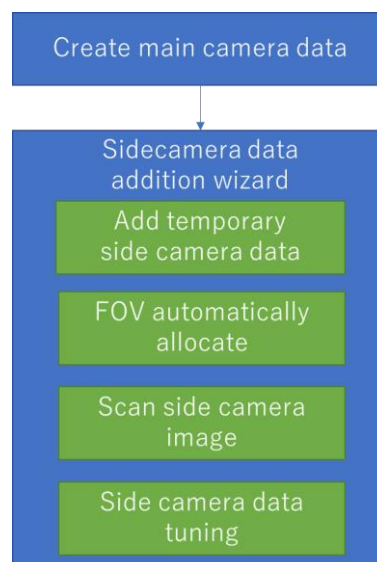 Create main camera data
Sidecamera data
addition wizard
Add temporary
side camera data
FOV automatically
allocate
Scan side camera
image
Side camera data
tuning